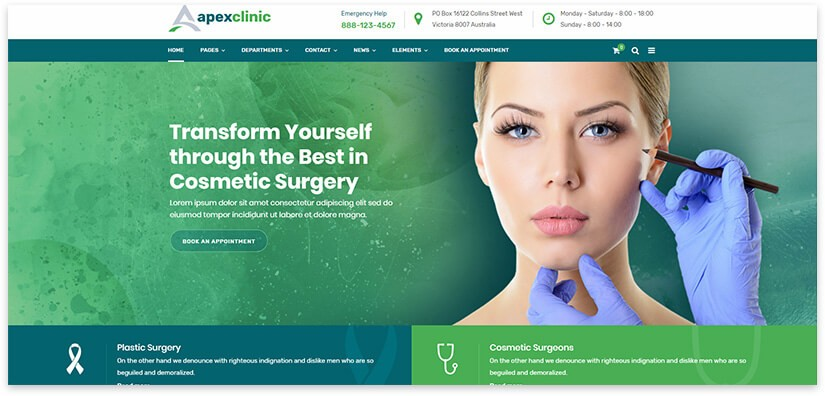 apexclinic
Emergency Help
888-123-4567
PO Box 16122 Collins Street West
Victoria 8007 Australia
Monday - Saturday - 8:00 - 18:00
Sunday - 8:00 - 14:00
HOME PAGES DEPARTMENTS CONTACT NEWS ELEMENTS BOOK AN APPOINTMENT 0
Transform Yourself
through the Best in
Cosmetic Surgery
Lorem ipsum dolor sit amet consectetur adipiscing elit sed do
eiusmod tempor incididunt ut labore et dolore magna.
BOOK AN APPOINTMENT
Plastic Surgery
On the other hand we denounce with righteous indignation and dislike men who are so
beguiled and demoralized.
Read more
Cosmetic Surgeons
On the other hand we denounce with righteous indignation and dislike men who are so
beguiled and demoralized.
Read more